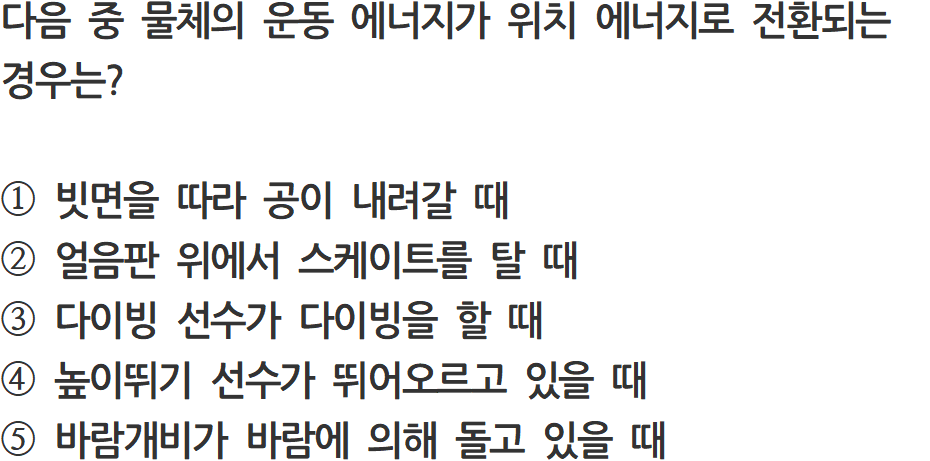 다음 중 물체의 운동 에너지가 위치 에너지로 전환되는
경우는?
① 빗면을 따라 공이 내려갈 때
② 얼음판 위에서 스케이트를 탈 때
③ 다이빙 선수가 다이빙을 할 때
④ 높이뛰기 선수가 뛰어오르고 있을 때
⑤ 바람개비가 바람에 의해 돌고 있을 때